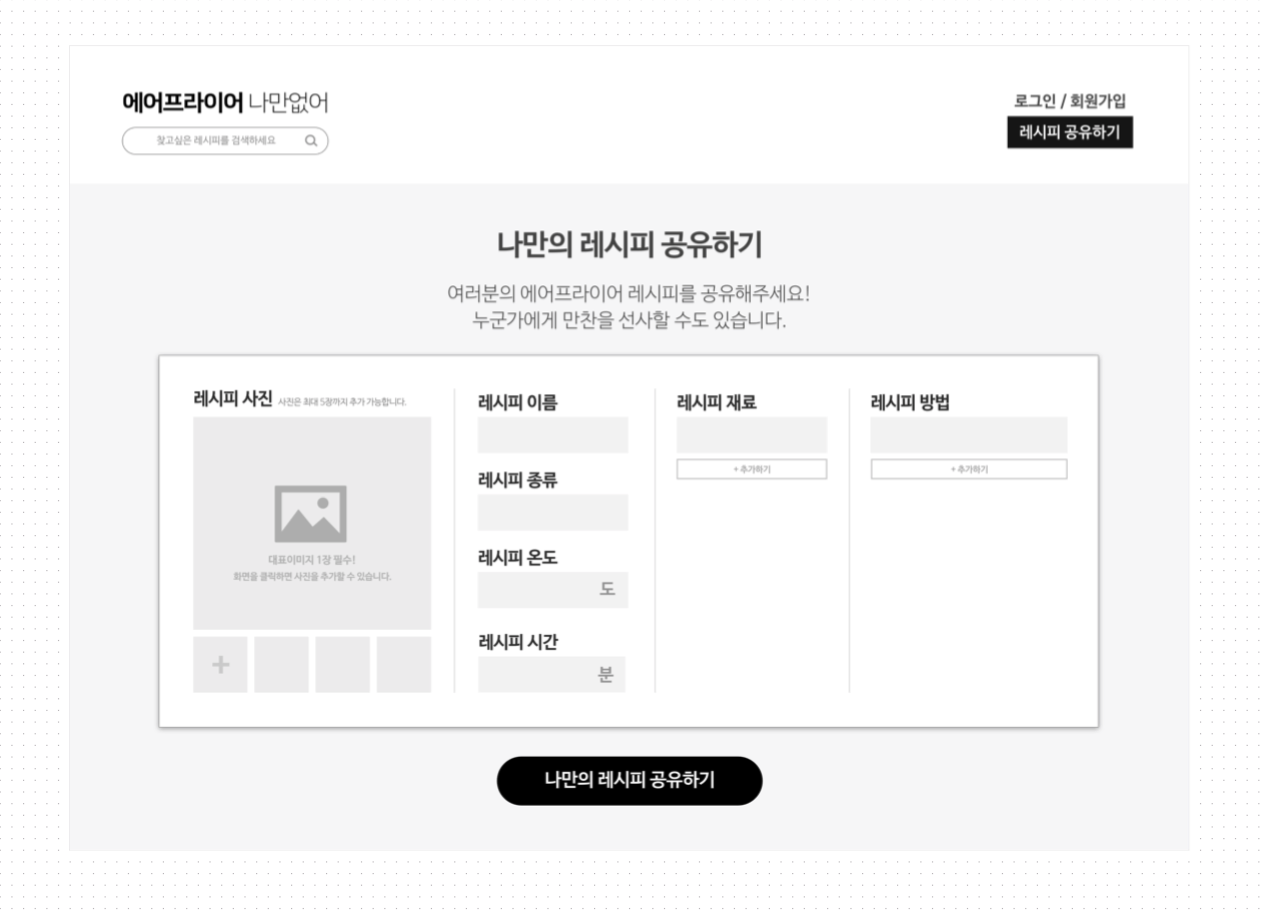 에어프라이어 나만없어
찾고싶은 레시피를 검색하세요
로그인 / 회원가입
레시피 공유하기
나만의 레시피 공유하기
여러분의 에어프라이어 레시피를 공유해주세요!
누군가에게 만찬을 선사할 수도 있습니다.
레시피 사진 사진은 최대 5장까지 추가 가능합니다.
대표이미지 1장 필수!
화면을 클릭하면 사진을 추가할 수 있습니다.
+
레시피 이름
레시피 종류
레시피 온도
도
레시피 시간
분
레시피 재료
+ 추가하기
레시피 방법
+ 추가하기
나만의 레시피 공유하기